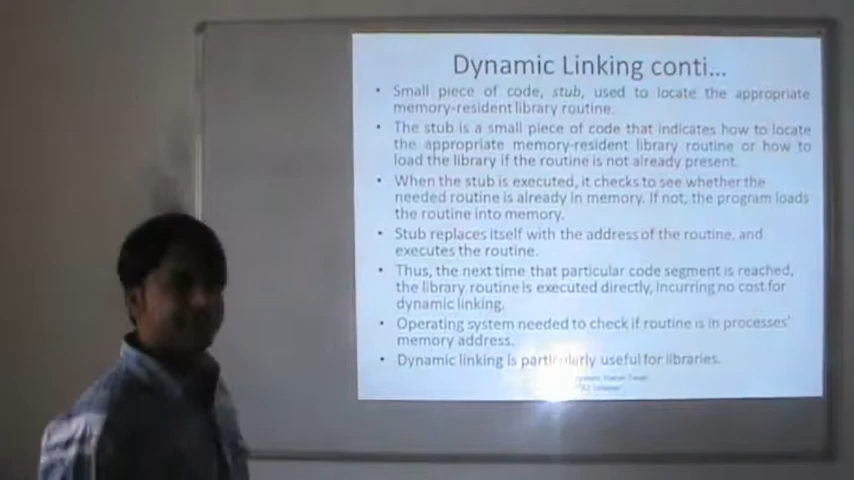 Dynamic Linking conti...
• Small piece of code, stub, used to locate the appropriate
memory-resident library routine.
• The stub is a small piece of code that indicates how to locate
the appropriate memory-resident library routine or how to
load the library if the routine is not already present.
• When the stub is executed, it checks to see whether the
needed routine is already in memory. If not, the program loads
the routine into memory.
• Stub replaces itself with the address of the routine, and
executes the routine.
• Thus, the next time that particular code segment is reached,
the library routine is executed directly, incurring no cost for
dynamic linking.
• Operating system needed to check if routine is in processes'
memory address.
• Dynamic linking is particularly useful for libraries.